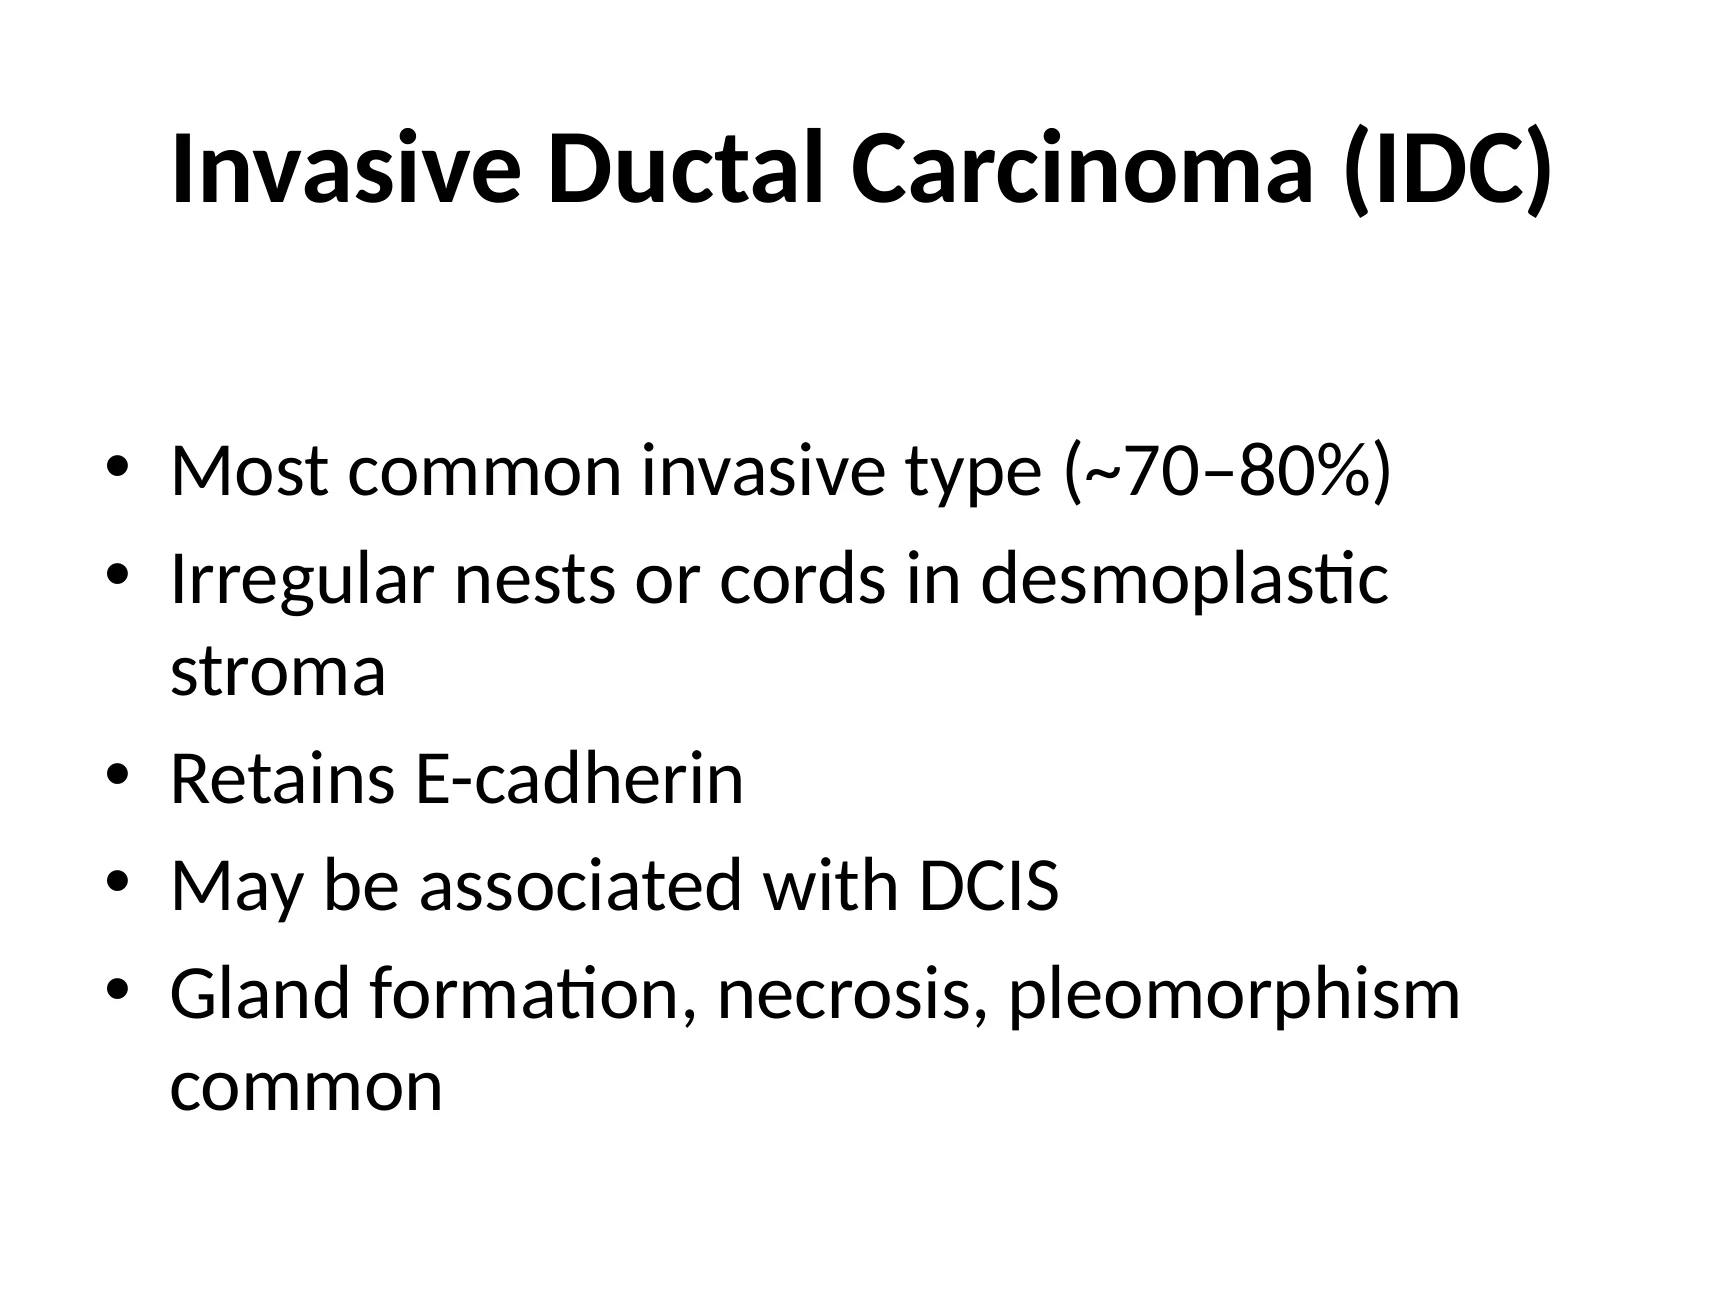 Invasive Ductal Carcinoma (IDC)
• Most common invasive type (~70–80%)
• Irregular nests or cords in desmoplastic
stroma
• Retains E-cadherin
• May be associated with DCIS
• Gland formation, necrosis, pleomorphism
common